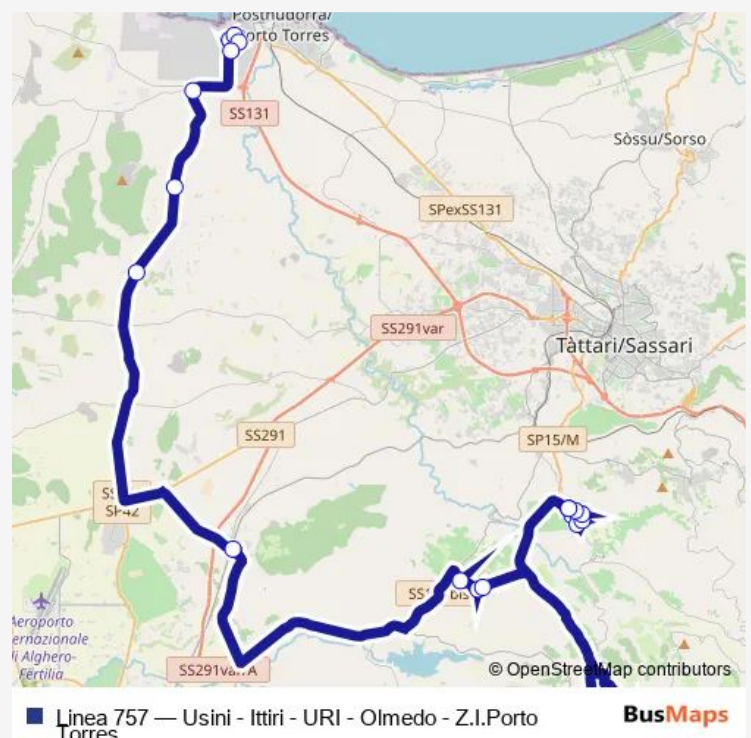 Posthudorra/
Porto Torres
SS131
Sòssu/Sorso
SPexSS131
SS291var
Tàttari/Sassari
SS291
SP15/M
SP42
Aeroporto
di Alghero-
Fertilia
SS291var/A
© OpenStreetMap contributors
Linea 757 — Usini - Ittiri - URI - Olmedo - Z.I.Porto
Torres
BusMaps